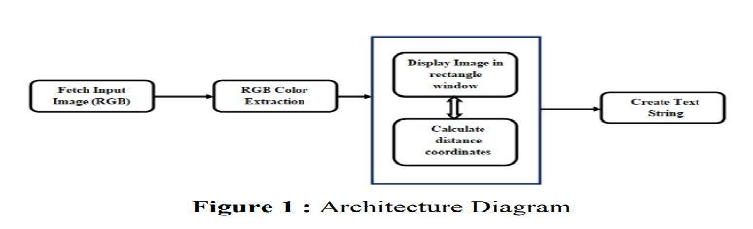 Fetch Input
Image (RGB)
RGB Color
Extraction
Display Image in
rectangle
window
Calculate
distance
coordinates
Create Text
String
Figure 1 : Architecture Diagram